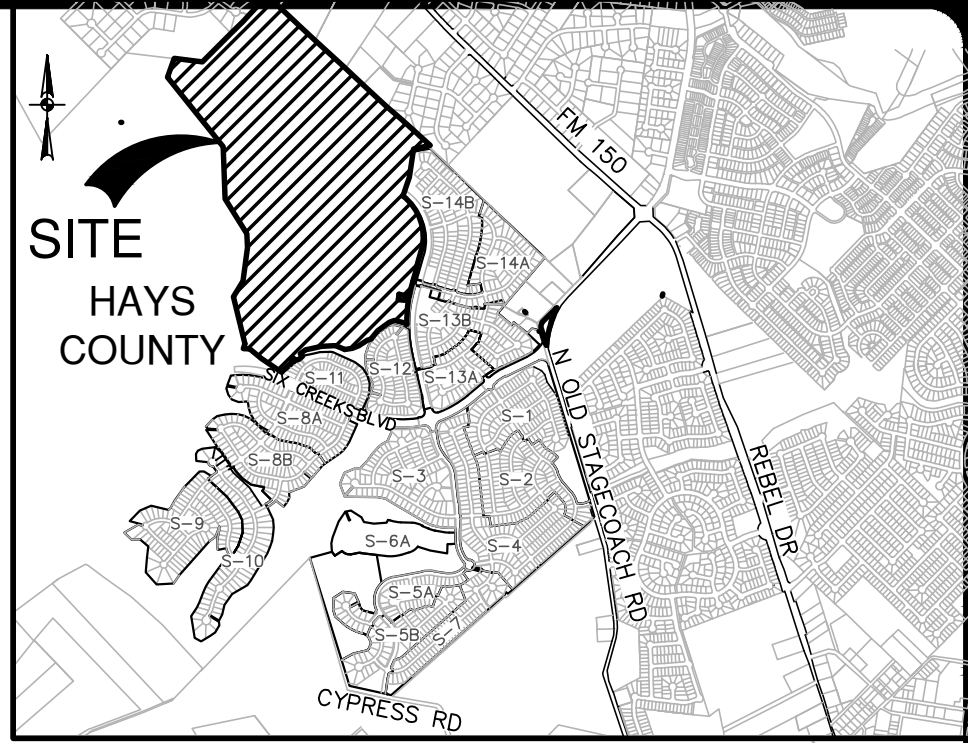 FM 150
SITE
HAYS
COUNTY
S-14B
S-14A
S-13B
S-13A
S-12
S-11
SIX CREEKS BLVD
S-8A
S-8B
S-9
S-10
S-1
S-2
S-3
S-4
S-6A
S-5A
S-5B
S-7
N OLD STAGECOACH RD
REBEL DR
CYPRESS RD